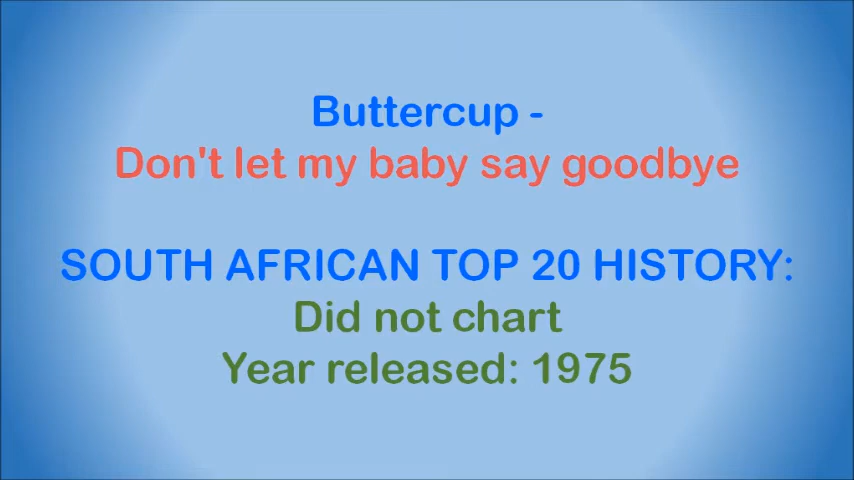 Buttercup -
Don't let my baby say goodbye
SOUTH AFRICAN TOP 20 HISTORY:
Did not chart
Year released: 1975